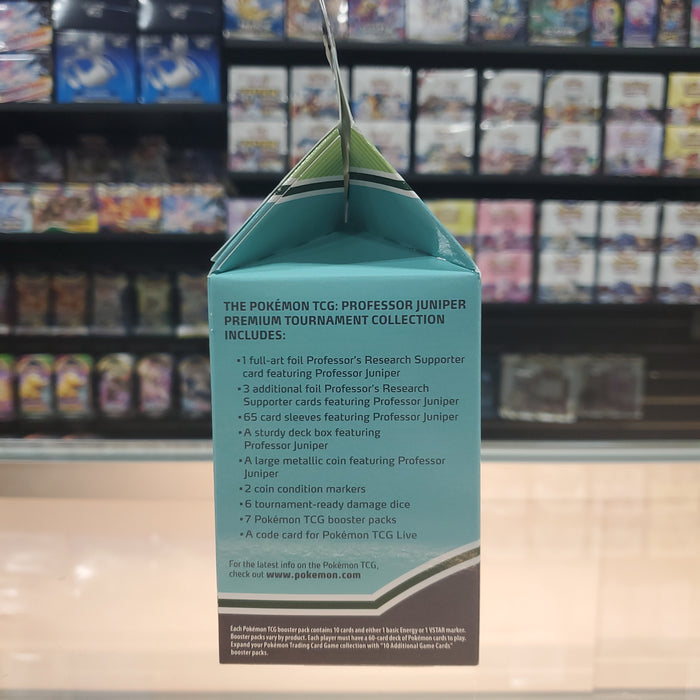 THE POKÉMON TCG: PROFESSOR JUNIPER
PREMIUM TOURNAMENT COLLECTION
INCLUDES:
•1 full-art foil Professor's Research Supporter
card featuring Professor Juniper
•3 additional foil Professor's Research
Supporter cards featuring Professor Juniper
•65 card sleeves featuring Professor Juniper
•A sturdy deck box featuring
Professor Juniper
•A large metallic coin featuring Professor
Juniper
•2 coin condition markers
•6 tournament-ready damage dice
•7 Pokémon TCG booster packs
•A code card for Pokémon TCG Live
For the latest info on the Pokémon TCG,
check out www.pokemon.com
Each Pokémon TCG booster pack contains 10 cards and either 1 basic Energy or 1 VSTAR marker.
Booster packs vary by product. Each player must have a 60-card deck of Pokémon cards to play.
Expand your Pokémon Trading Card Game collection with "10 Additional Game Cards"
booster packs.